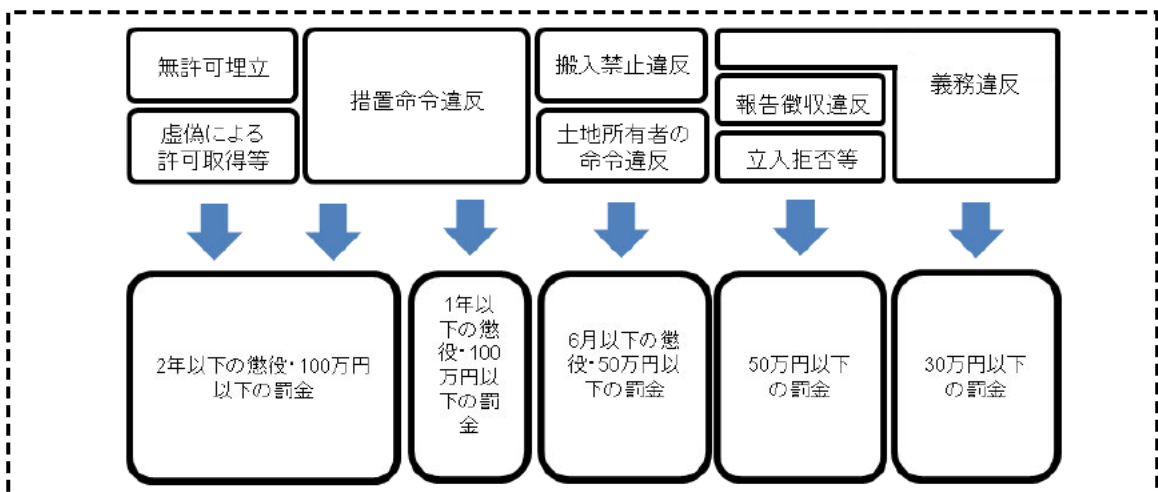 無許可埋立
虚偽による
許可取得等
措置命令違反
搬入禁止違反
土地所有者の
命令違反
報告徴収違反
立入拒否等
義務違反
2年以下の懲役・100万円
以下の罰金
1年以
下の懲
役・100
万円以
下の罰
金
6月以下の懲
役・50万円以
下の罰金
50万円以下
の罰金
30万円以下
の罰金